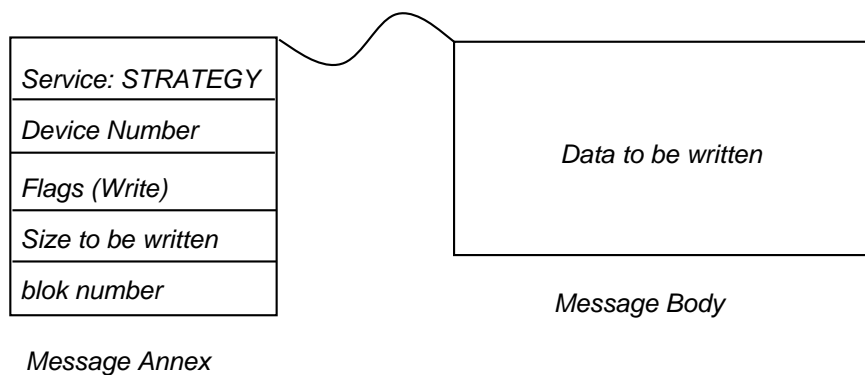 Service: STRATEGY
Device Number
Flags (Write)
Size to be written
blok number
Message Annex
Data to be written
Message Body